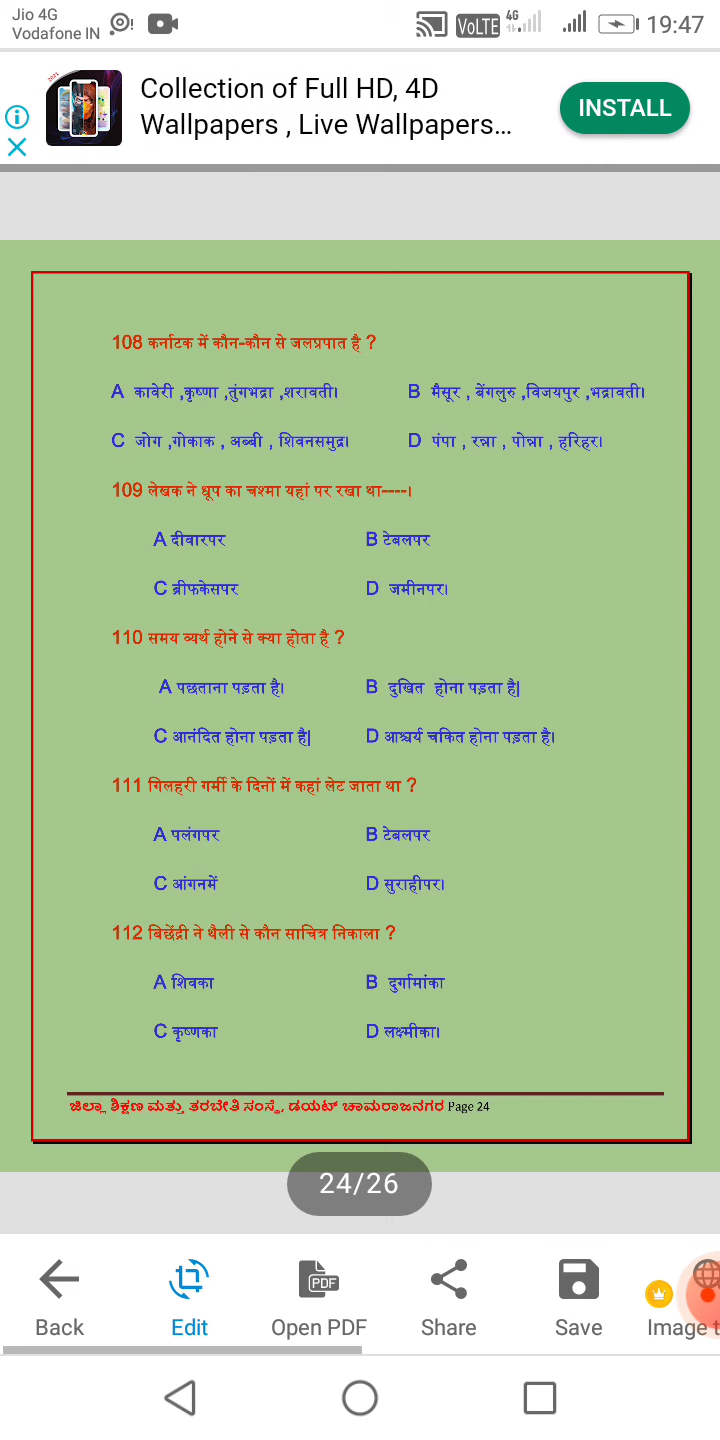 Jio 4G
Vodafone IN
VoLTE 4G 19:47
Collection of Full HD, 4D
Wallpapers , Live Wallpapers...
INSTALL
108 कर्नाटक में कौन-कौन से जलप्रपात है ?
A कावेरी ,कृष्णा ,तुंगभद्रा ,शरावती। B मैसूर , बेंगलुरु ,विजयपुर ,भद्रावती।
C जोग ,गोकाक , अब्बी , शिवनसमुद्र। D पंपा , रन्ना , पोन्ना , हरिहर।
109 लेखक ने धूप का चश्मा यहां पर रखा था----।
A दीवारपर B टेबलपर
C ब्रीफकेसपर D जमीनपर।
110 समय व्यर्थ होने से क्या होता है ?
A पछताना पड़ता है। B दुखित होना पड़ता है|
C आनंदित होना पड़ता है| D आश्चर्य चकित होना पड़ता है।
111 गिलहरी गर्मी के दिनों में कहां लेट जाता था ?
A पलंगपर B टेबलपर
C आंगनमें D सुराहीपर।
112 बिछेंद्री ने थैली से कौन साचित्र निकाला ?
A शिवका B दुर्गामांका
C कृष्णका D लक्ष्मीका।
ಜಿಲ್ಲಾ ಶಿಕ್ಷಣ ಮತ್ತು ತರಬೇತಿ ಸಂಸ್ಥೆ, ಡಯಟ್ ಚಾಮರಾಜನಗರ Page 24
24/26
Back Edit Open PDF Share Save Image t
PDF